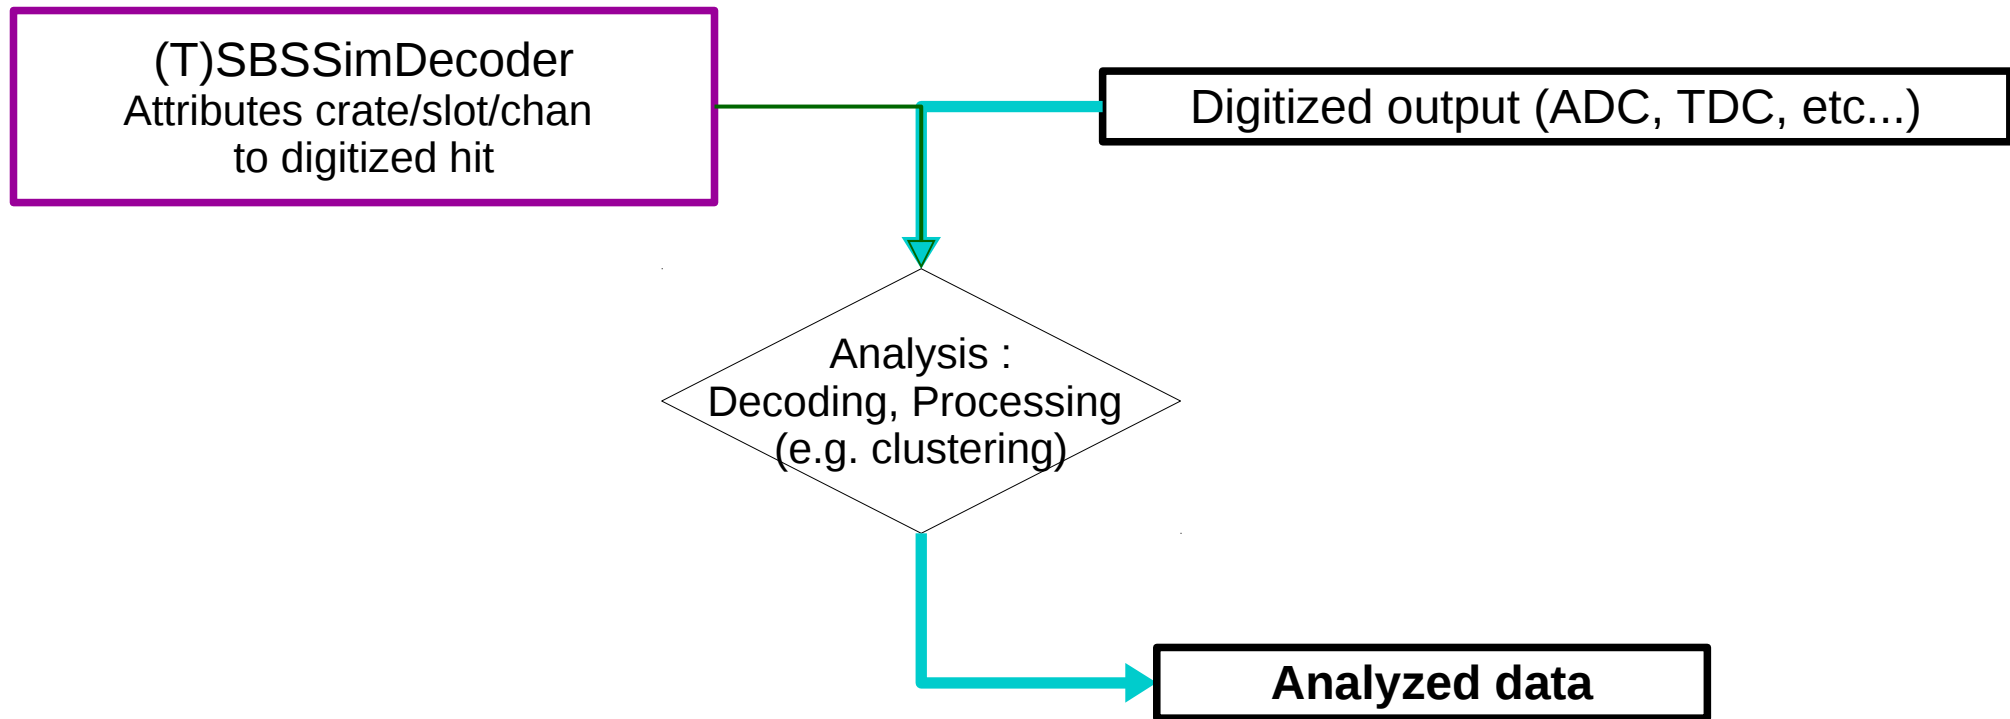 (T)SBSSimDecoder
Attributes crate/slot/chan
to digitized hit
Digitized output (ADC, TDC, etc...)
Analysis :
Decoding, Processing
(e.g. clustering)
Analyzed data